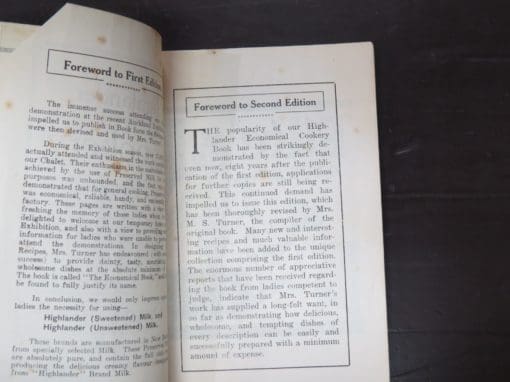 Foreword to First Edition
The immense success attending our
demonstration at the recent Auckland
impelled us to publish in Book form the
were then devised and used by Mrs. Turner.
During the Exhibition season, over
actually attended and witnessed the work
our Chalet. Their enthusiasm in the
achieved by the use of Preserved Milk
purposes was unbounded, and the fact was
demonstrated that for general cooking, Preserved
was economical, reliable, handy, and
factory. These pages are written with a
freshing the memory of those ladies whom
delighted to welcome at our temporary
Exhibition, and also with a view to
information for ladies who were unable to
attend the demonstrations. In
Recipes, Mrs. Turner has endeavoured (with
success) to provide dainty, tasty,
wholesome dishes at the absolute minimum
The book is called "The Economical Book," and
be found to fully justify its name.
In conclusion, we would only impress upon
ladies the necessity for using—
Highlander (Sweetened) Milk and
Highlander (Unsweetened) Milk.
These brands are manufactured in New
from specially selected Milk. These
are absolutely pure, and contain the full
producing the delicious creamy flavour
from "Highlander" Brand Milk.
Foreword to Second Edition
THE popularity of our High-
lander Economical Cookery
Book has been strikingly de-
monstrated by the fact that
even now, eight years after the publi-
cation of the first edition, applications
for further copies are still being re-
ceived. This continued demand has
impelled us to issue this edition, which
has been thoroughly revised by Mrs.
M. S. Turner, the compiler of the
original book. Many new and interest-
ing recipes and much valuable infor-
mation have been added to the unique
collection comprising the first edition.
The enormous number of appreciative
reports that have been received regard-
ing the book from ladies competent to
judge, indicate that Mrs. Turner's
work has supplied a long-felt want, in
so far as demonstrating how delicious,
wholesome, and tempting dishes of
every description can be easily and
successfully prepared with a minimum
amount of expense.